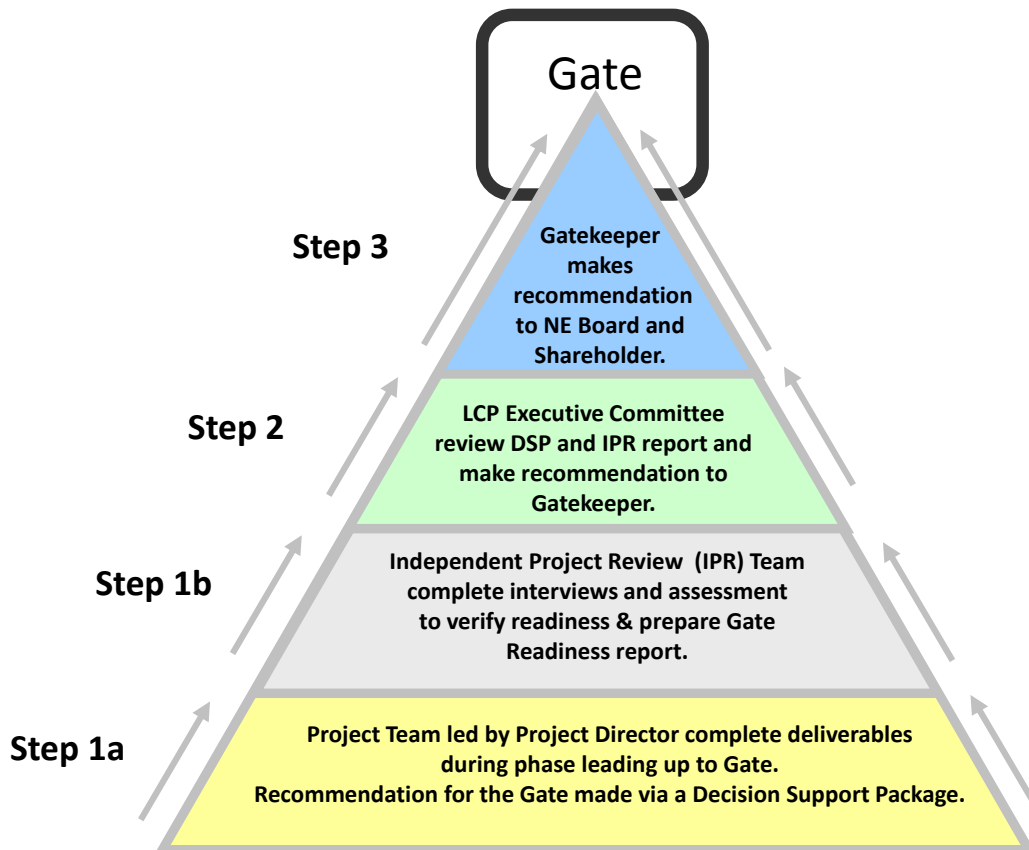 Gate
Step 3
Gatekeeper
makes
recommendation
to NE Board and
Shareholder.
Step 2
LCP Executive Committee
review DSP and IPR report and
make recommendation to
Gatekeeper.
Step 1b
Independent Project Review (IPR) Team
complete interviews and assessment
to verify readiness & prepare Gate
Readiness report.
Step 1a
Project Team led by Project Director complete deliverables
during phase leading up to Gate.
Recommendation for the Gate made via a Decision Support Package.